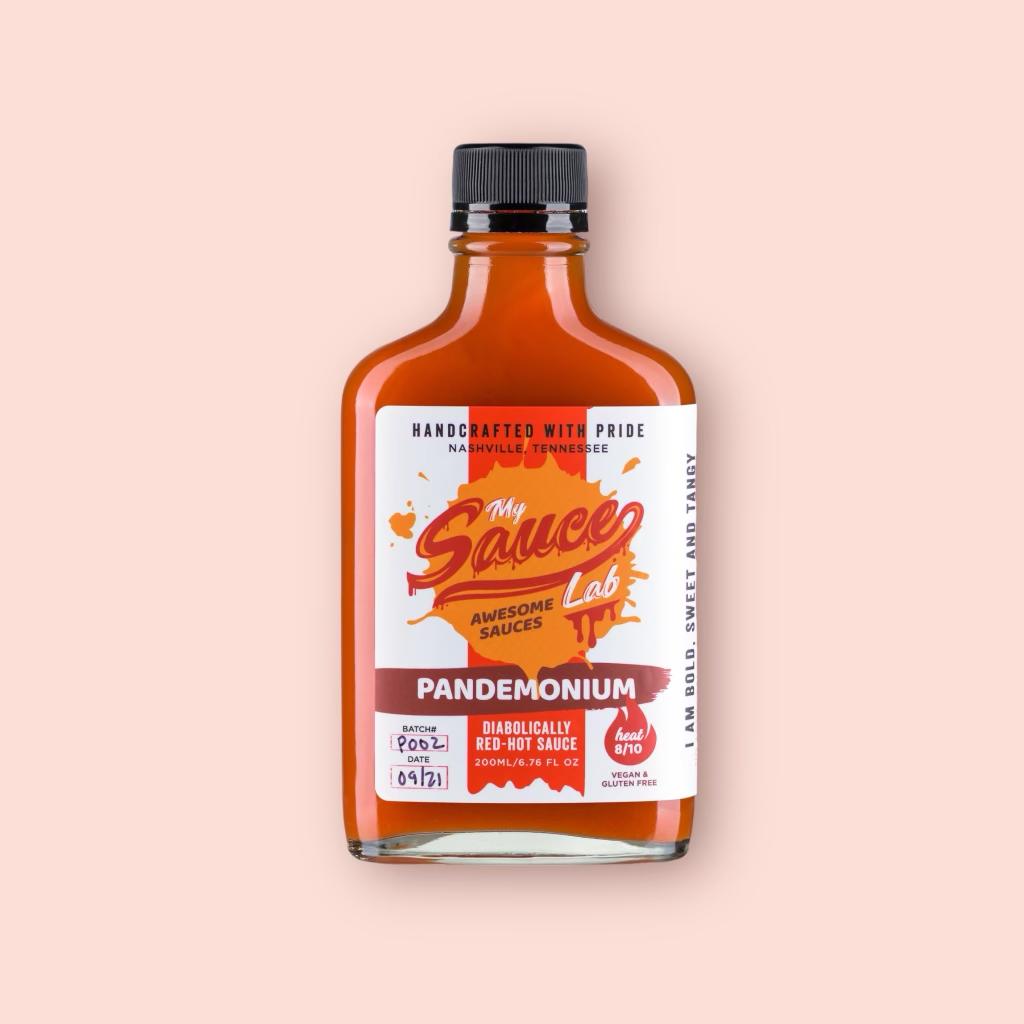 HANDCRAFTED WITH PRIDE
NASHVILLE, TENNESSEE
My
Sauce
Lab
AWESOME
SAUCES
PANDEMONIUM
BATCH#
P002
DATE
09/21
DIABOLICALLY
RED-HOT SAUCE
200ML/6.76 FL OZ
heat
8/10
VEGAN &
GLUTEN FREE
I AM BOLD, SWEET AND TANGY